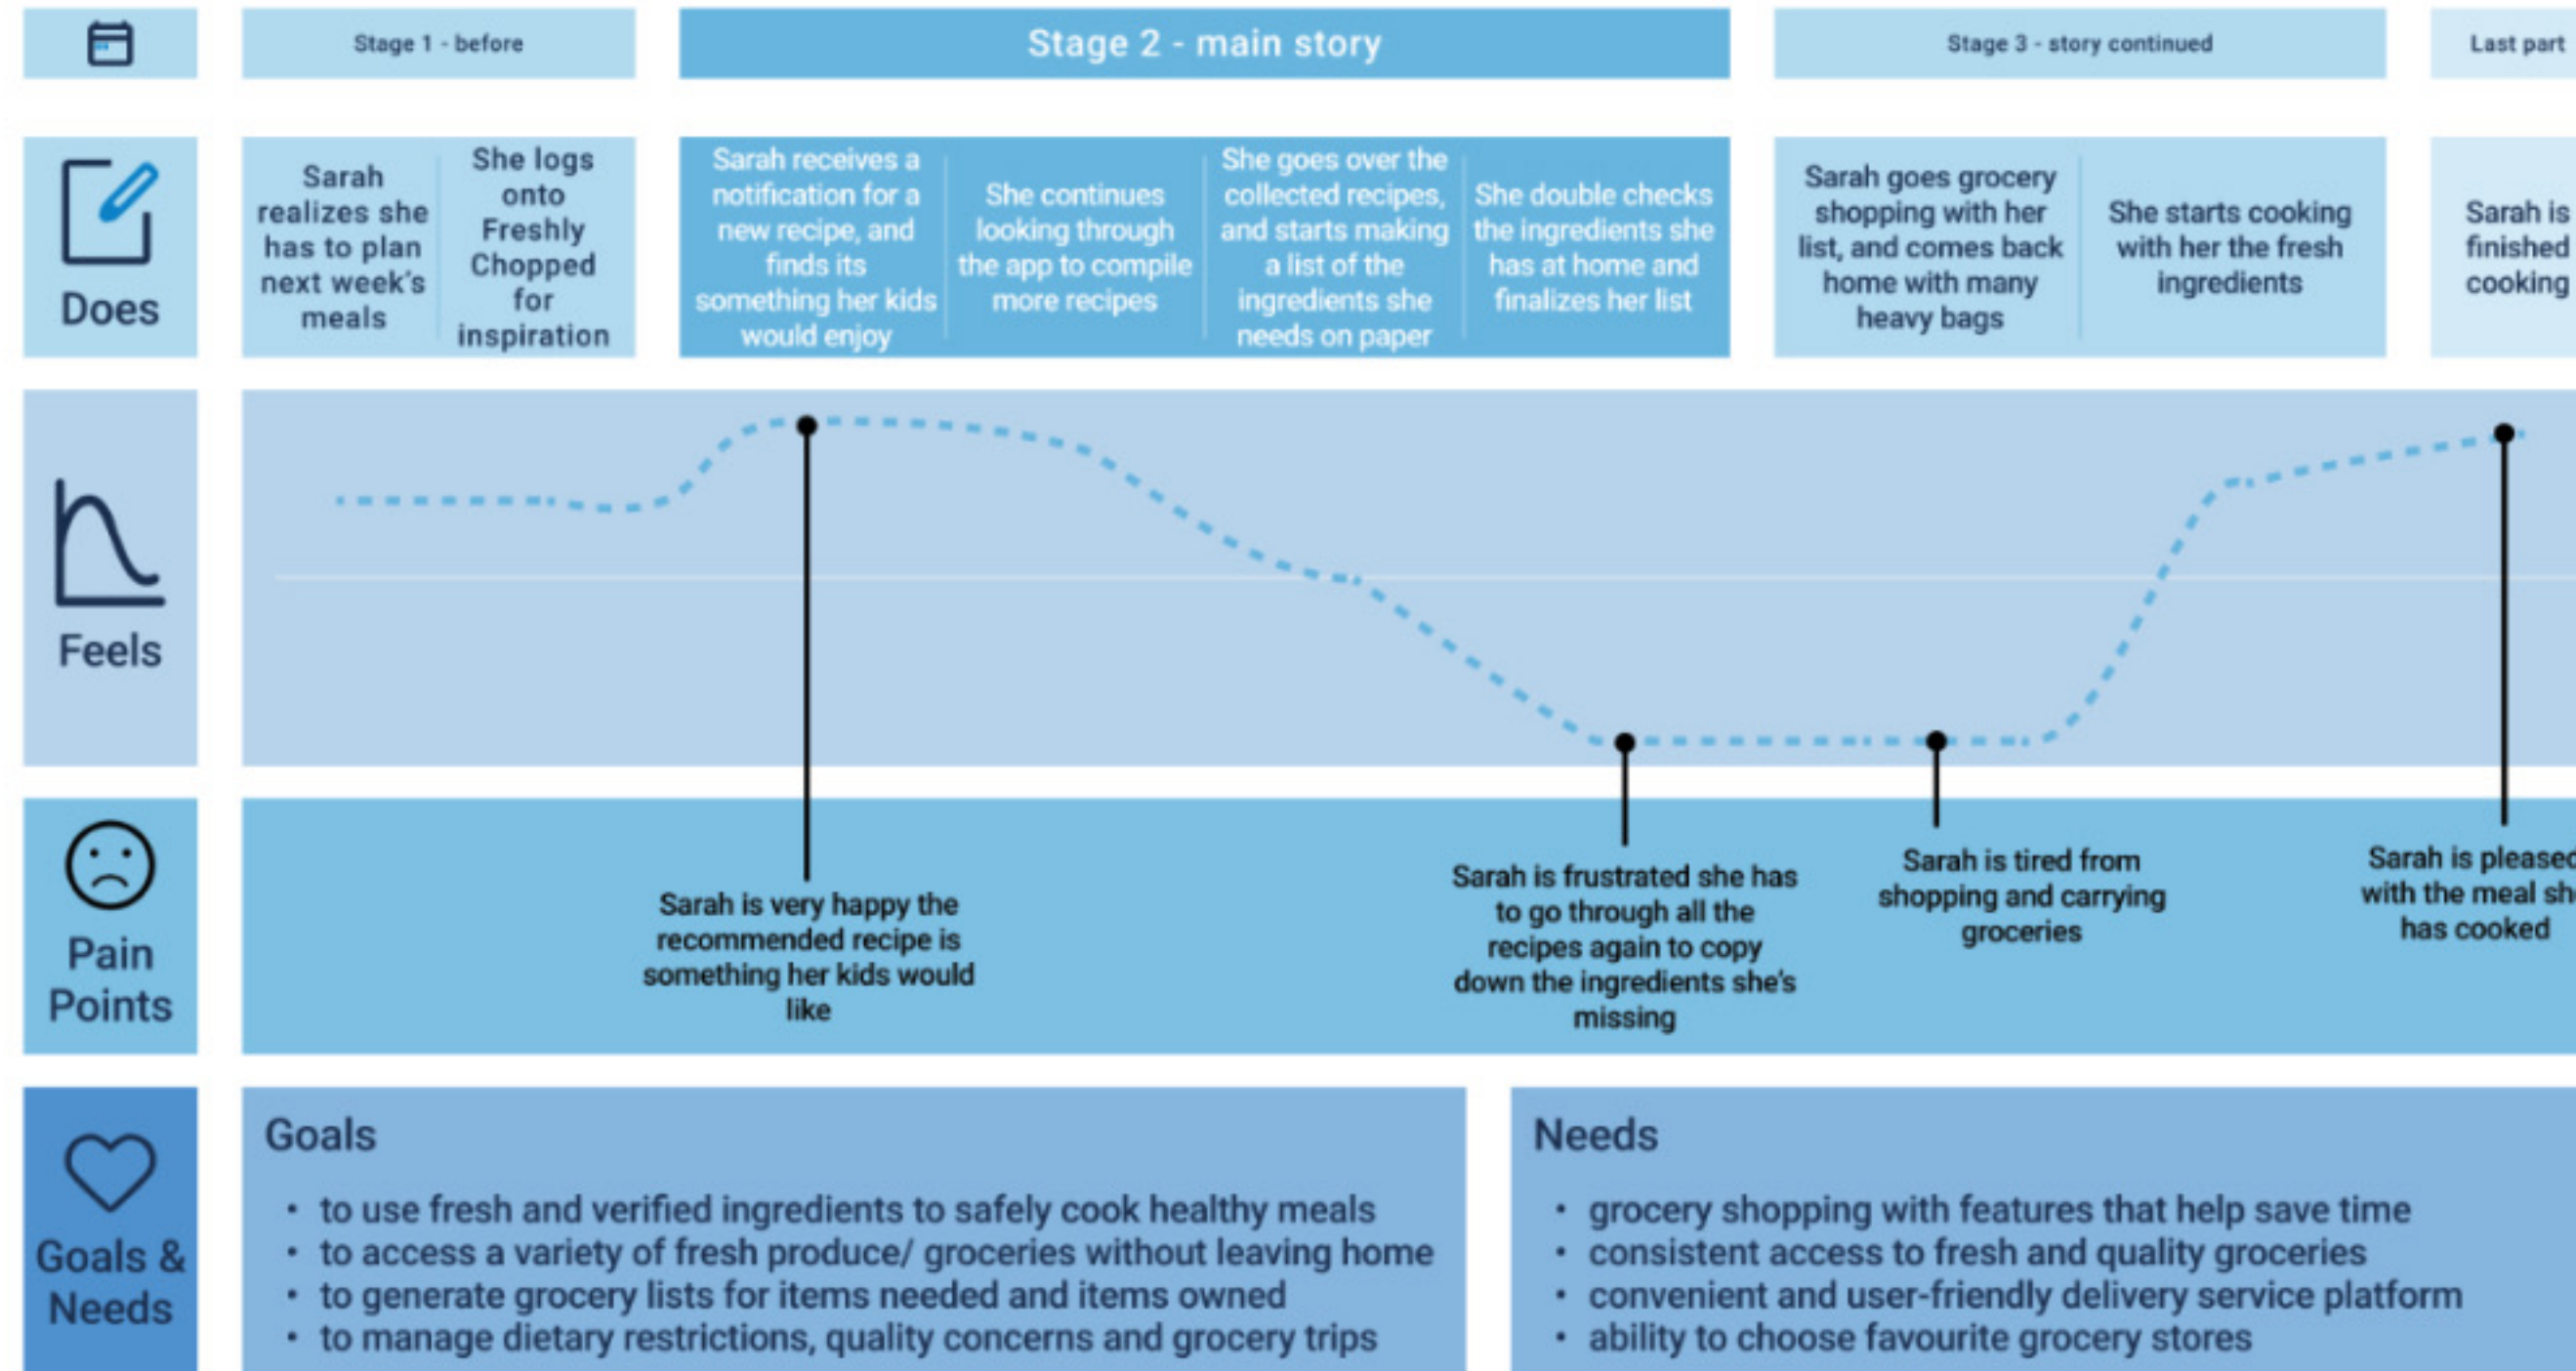 Stage 1 - before
Stage 2 - main story
Stage 3 - story continued
Last part
Does
Sarah
realizes she
has to plan
next week's
meals
She logs
onto
Freshly
Chopped
for
inspiration
Sarah receives a
notification for a
new recipe, and
finds its
something her kids
would enjoy
She continues
looking through
the app to compile
more recipes
She goes over the
collected recipes,
and starts making
a list of the
ingredients she
needs on paper
She double checks
the ingredients she
has at home and
finalizes her list
Sarah goes grocery
shopping with her
list, and comes back
home with many
heavy bags
She starts cooking
with her the fresh
ingredients
Sarah is
finished
cooking
Feels
Pain
Points
Sarah is very happy the
recommended recipe is
something her kids would
like
Sarah is frustrated she has
to go through all the
recipes again to copy
down the ingredients she's
missing
Sarah is tired from
shopping and carrying
groceries
Sarah is pleased
with the meal she
has cooked
Goals &
Needs
Goals
• to use fresh and verified ingredients to safely cook healthy meals
• to access a variety of fresh produce/ groceries without leaving home
• to generate grocery lists for items needed and items owned
• to manage dietary restrictions, quality concerns and grocery trips
Needs
• grocery shopping with features that help save time
• consistent access to fresh and quality groceries
• convenient and user-friendly delivery service platform
• ability to choose favourite grocery stores